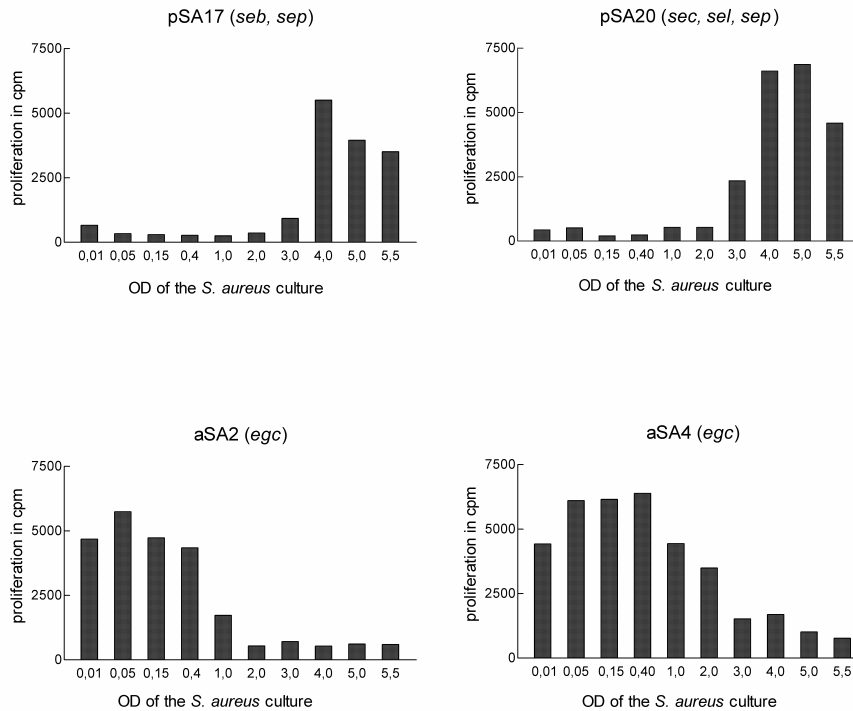 pSA17 (seb, sep)
proliferation in cpm
7500
5000
2500
0
0,01 0,05 0,15 0,4 1,0 2,0 3,0 4,0 5,0 5,5
OD of the S. aureus culture
pSA20 (sec, sel, sep)
proliferation in cpm
7500
5000
2500
0
0,01 0,05 0,15 0,40 1,0 2,0 3,0 4,0 5,0 5,5
OD of the S. aureus culture
aSA2 (egc)
proliferation in cpm
7500
5000
2500
0
0,01 0,05 0,15 0,4 1,0 2,0 3,0 4,0 5,0 5,5
OD of the S. aureus culture
aSA4 (egc)
proliferation in cpm
7500
5000
2500
0
0,01 0,05 0,15 0,40 1,0 2,0 3,0 4,0 5,0 5,5
OD of the S. aureus culture